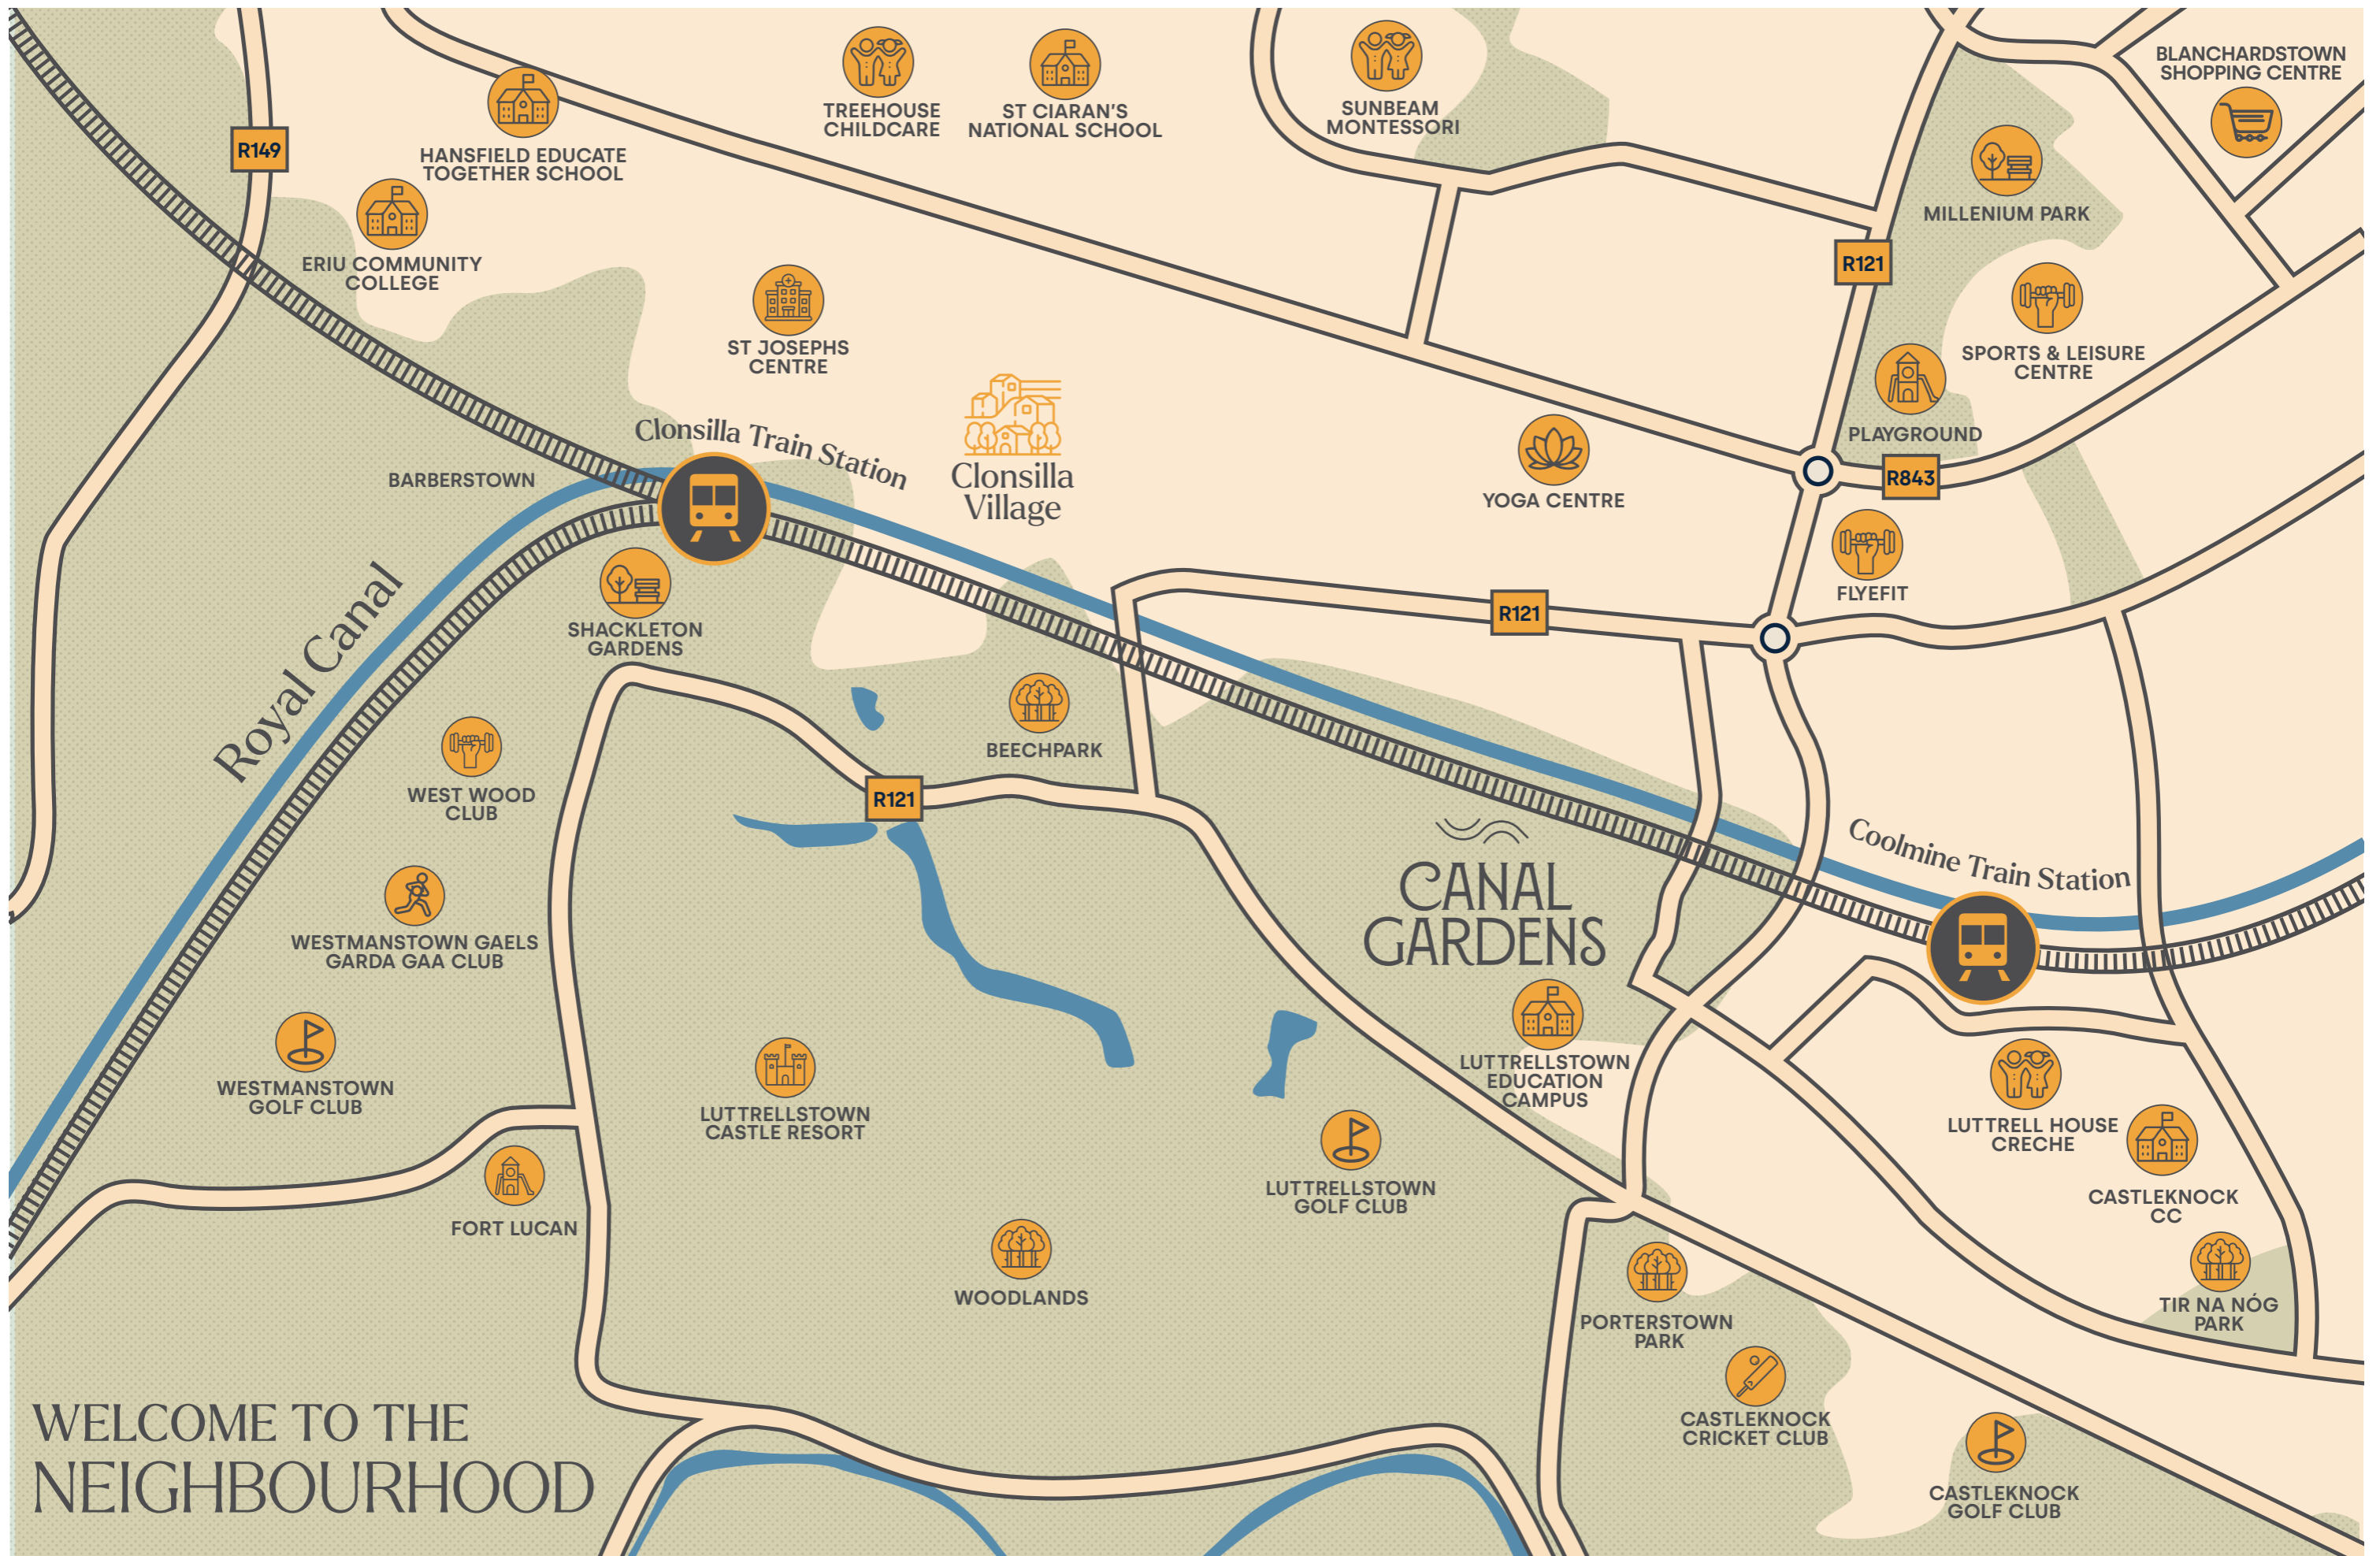 BLANCHARDSTOWN
SHOPPING CENTRE
TREEHOUSE
CHILDCARE
ST CIARAN'S
NATIONAL SCHOOL
SUNBEAM
MONTESSORI
R149
HANSFIELD EDUCATE
TOGETHER SCHOOL
MILLENIUM PARK
ERIU COMMUNITY
COLLEGE
R121
ST JOSEPHS
CENTRE
SPORTS & LEISURE
CENTRE
Clonsilla Train Station
PLAYGROUND
BARBERSTOWN
Clonsilla
Village
YOGA CENTRE
R843
FLYEFIT
R121
SHACKLETON
GARDENS
Royal Canal
BEECHPARK
WEST WOOD
CLUB
R121
Coolmine Train Station
CANAL
GARDENS
WESTMANSTOWN GAELS
GARDA GAA CLUB
LUTTRELLSTOWN
EDUCATION
CAMPUS
WESTMANSTOWN
GOLF CLUB
LUTTRELLSTOWN
CASTLE RESORT
LUTTRELL HOUSE
CRECHE
LUTTRELLSTOWN
GOLF CLUB
CASTLEKNOCK
CC
FORT LUCAN
WOODLANDS
TIR NA NÓG
PARK
PORTERSTOWN
PARK
CASTLEKNOCK
CRICKET CLUB
CASTLEKNOCK
GOLF CLUB
WELCOME TO THE
NEIGHBOURHOOD